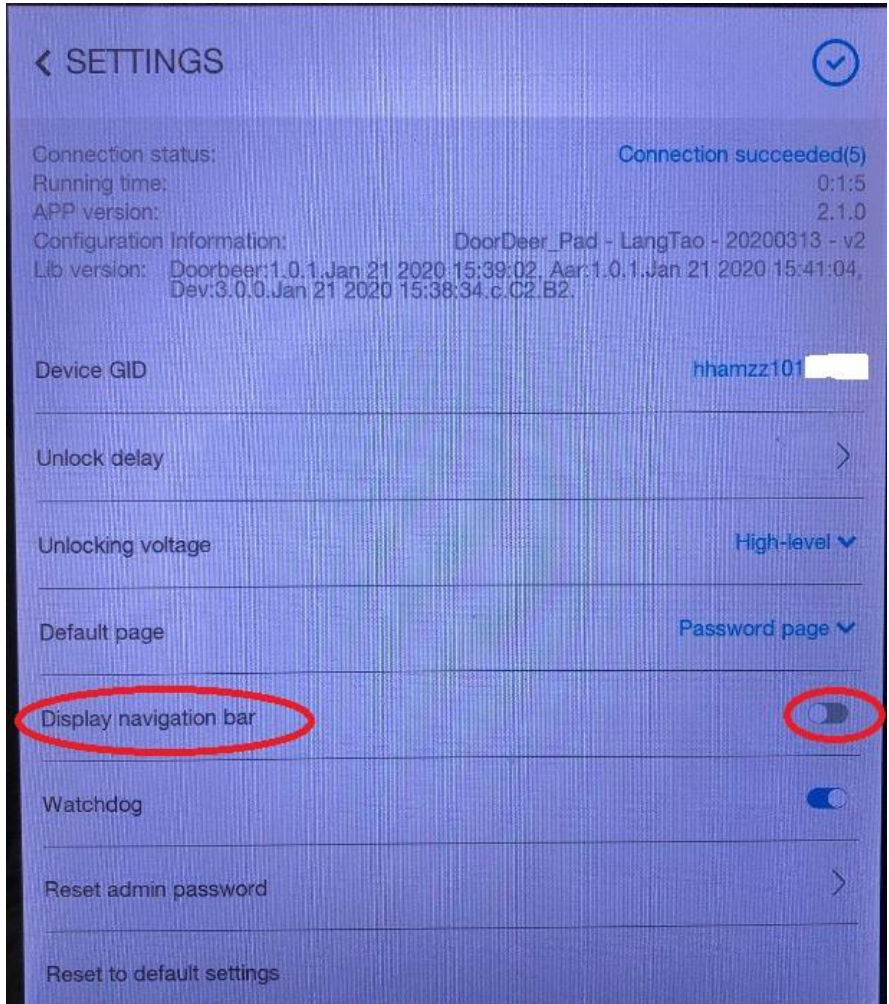 SETTINGS
Connection status: Connection succeeded(5)
Running time: 0:1:5
APP version: 2.1.0
Configuration Information: DoorDeer_Pad - LangTao - 20200313 - v2
Lib version: Doorbeer:1.0.1.Jan 21 2020 15:39:02, Aar:1.0.1.Jan 21 2020 15:41:04,
Dev:3.0.0.Jan 21 2020 15:38:34.c.C2.B2.
Device GID hhamzz101
Unlock delay
Unlocking voltage High-level
Default page Password page
Display navigation bar
Watchdog
Reset admin password
Reset to default settings